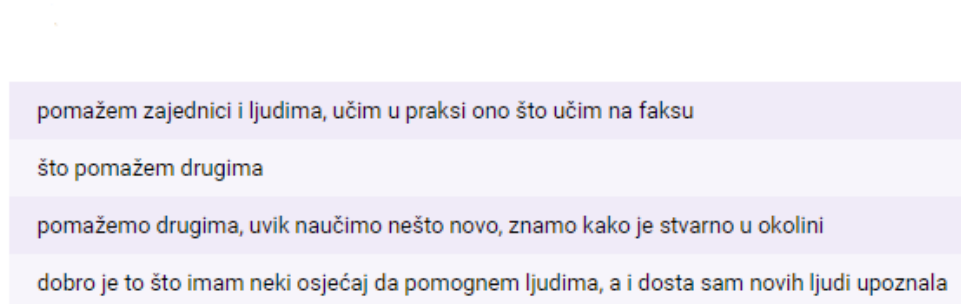 pomažem zajednici i ljudima, učim u praksi ono što učim na faksu
što pomažem drugima
pomažemo drugima, uvik naučimo nešto novo, znamo kako je stvarno u okolini
dobro je to što imam neki osjećaj da pomognem ljudima, a i dosta sam novih ljudi upoznala